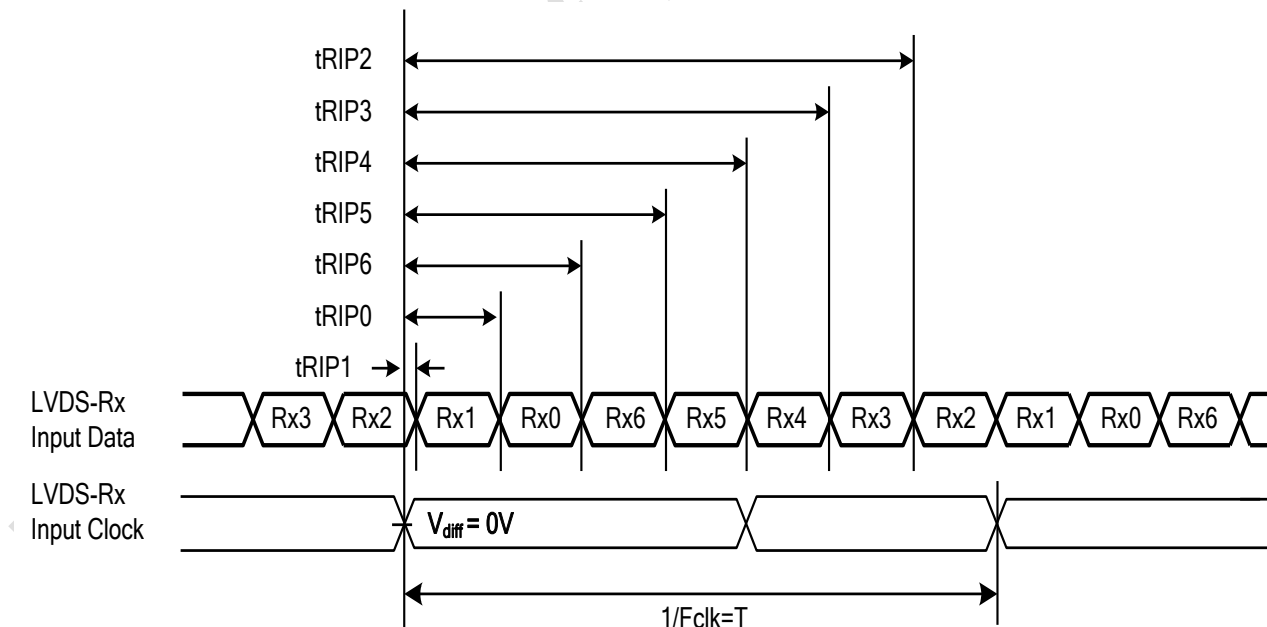 tRIP2
tRIP3
tRIP4
tRIP5
tRIP6
tRIP0
tRIP1
LVDS-Rx
Input Data
Rx3 Rx2 Rx1 Rx0 Rx6 Rx5 Rx4 Rx3 Rx2 Rx1 Rx0 Rx6
LVDS-Rx
Input Clock
Vdiff = 0V
1/Fclk=T